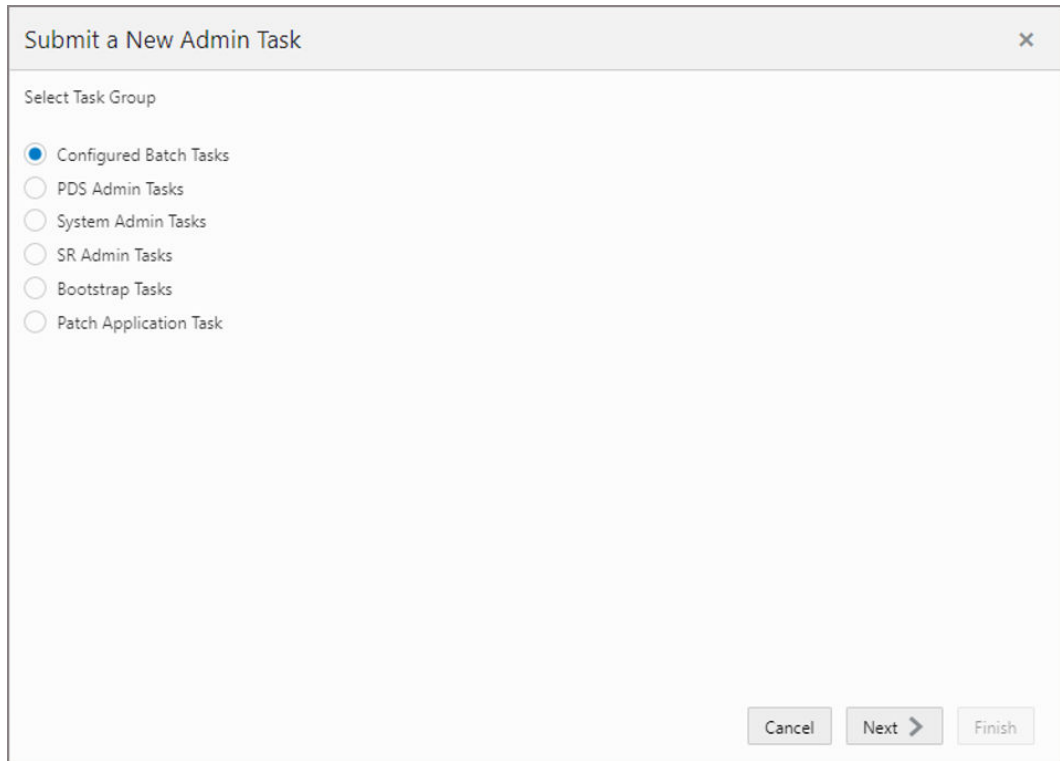 Submit a New Admin Task
Select Task Group
Configured Batch Tasks
PDS Admin Tasks
System Admin Tasks
SR Admin Tasks
Bootstrap Tasks
Patch Application Task
Cancel Next Finish